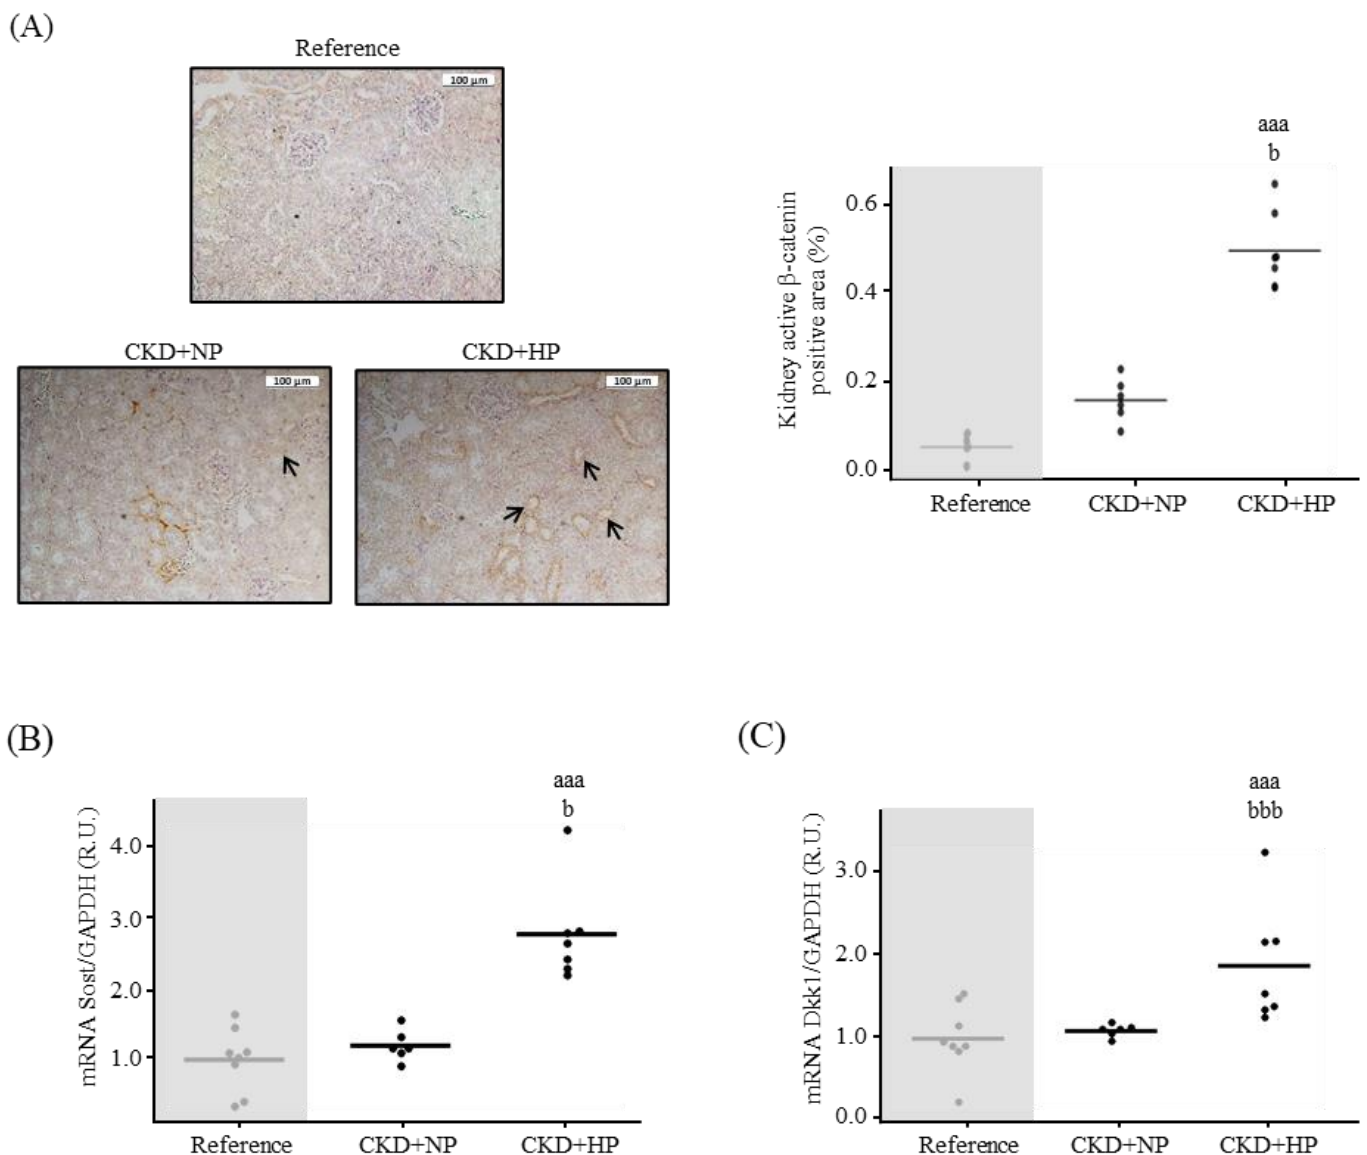 (A)
Reference
100 µm
CKD+NP
100 µm
CKD+HP
100 µm
aaa
b
Kidney active β-catenin
positive area (%)
0.6
0.4
0.2
0.0
Reference
CKD+NP
CKD+HP
(B)
aaa
b
mRNA Sost/GAPDH (R.U.)
4.0
3.0
2.0
1.0
Reference
CKD+NP
CKD+HP
(C)
aaa
bbb
mRNA Dkk1/GAPDH (R.U.)
3.0
2.0
1.0
0.0
Reference
CKD+NP
CKD+HP